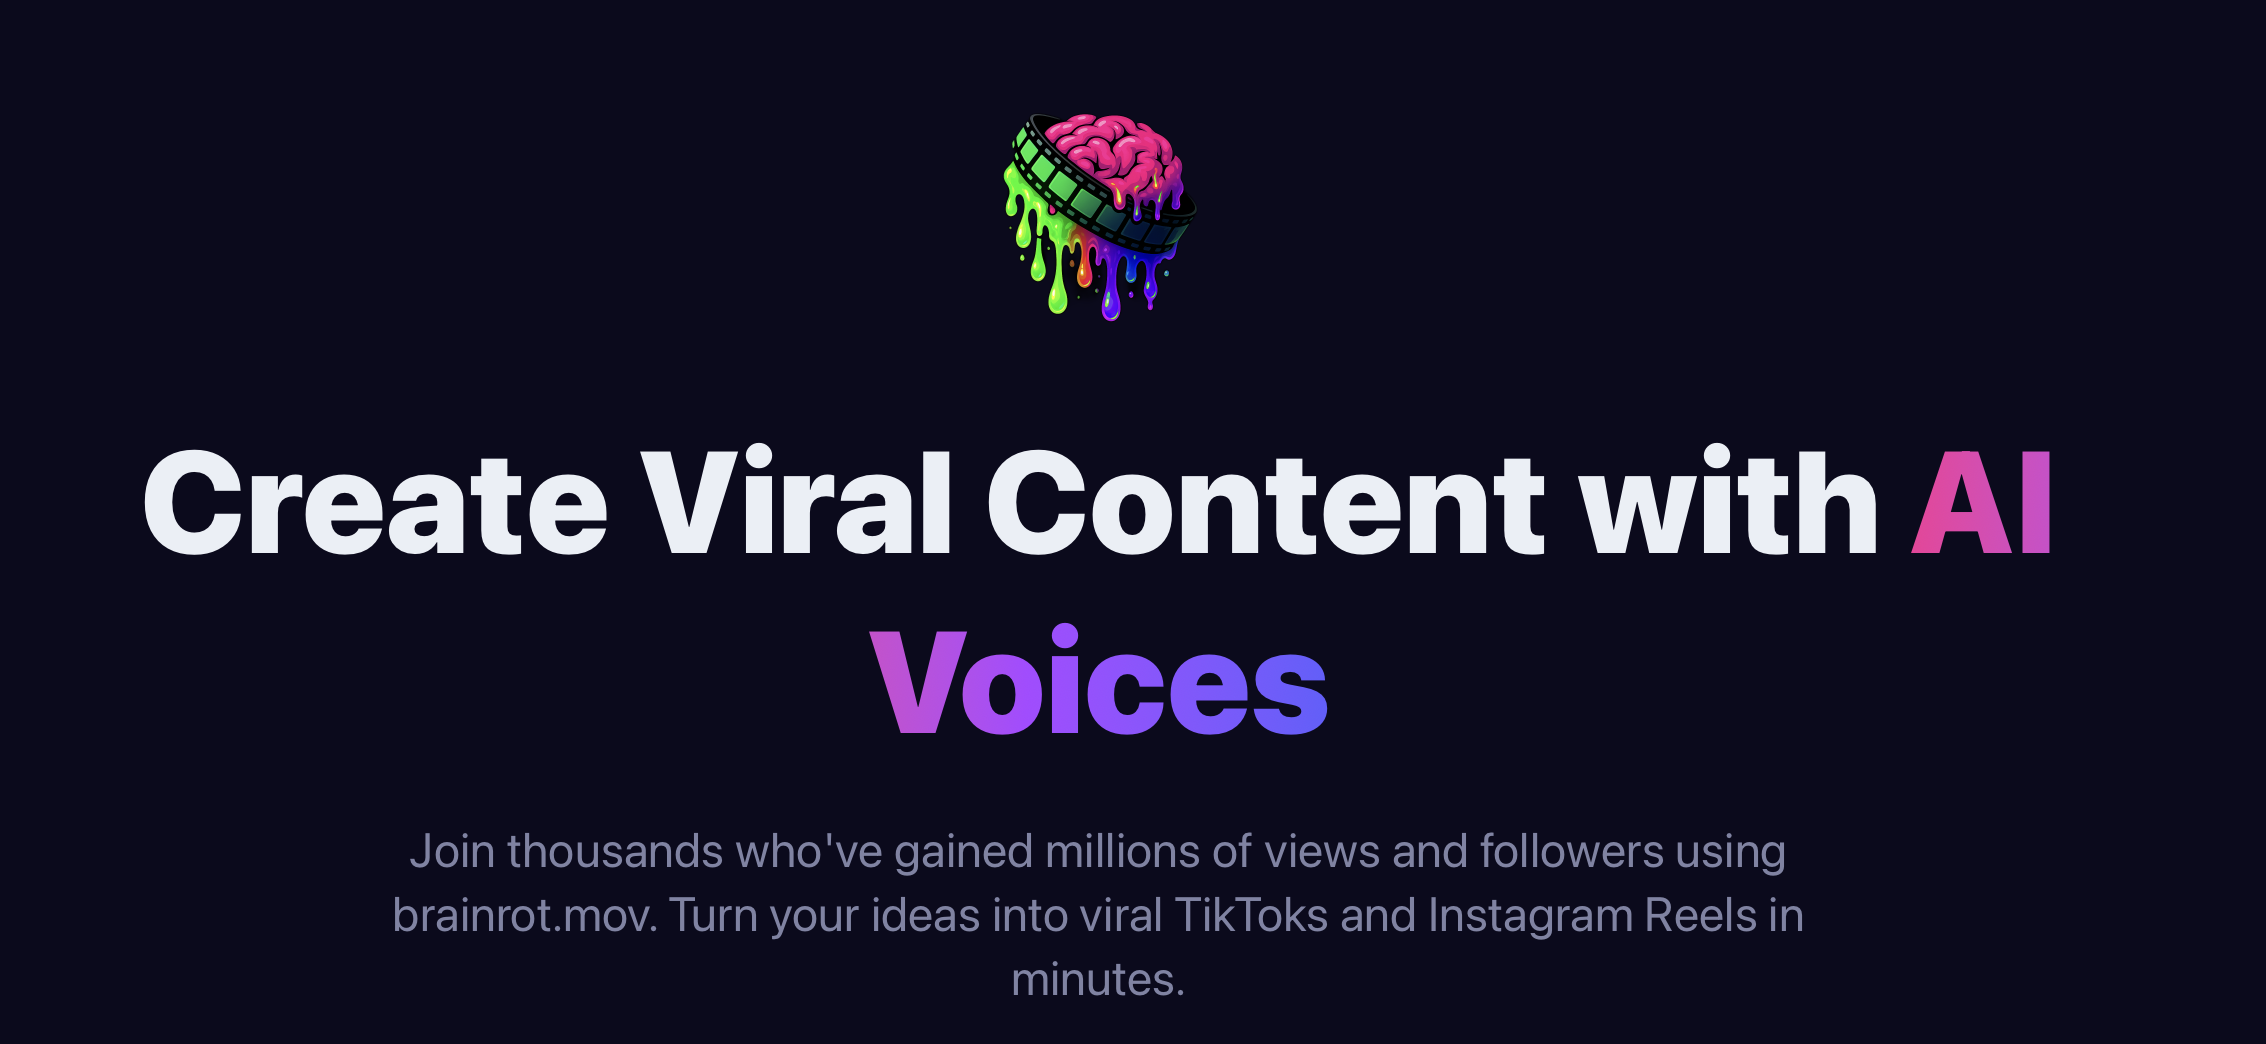 Create Viral Content with AI
Voices
Join thousands who've gained millions of views and followers using
brainrot.mov. Turn your ideas into viral TikToks and Instagram Reels in
minutes.